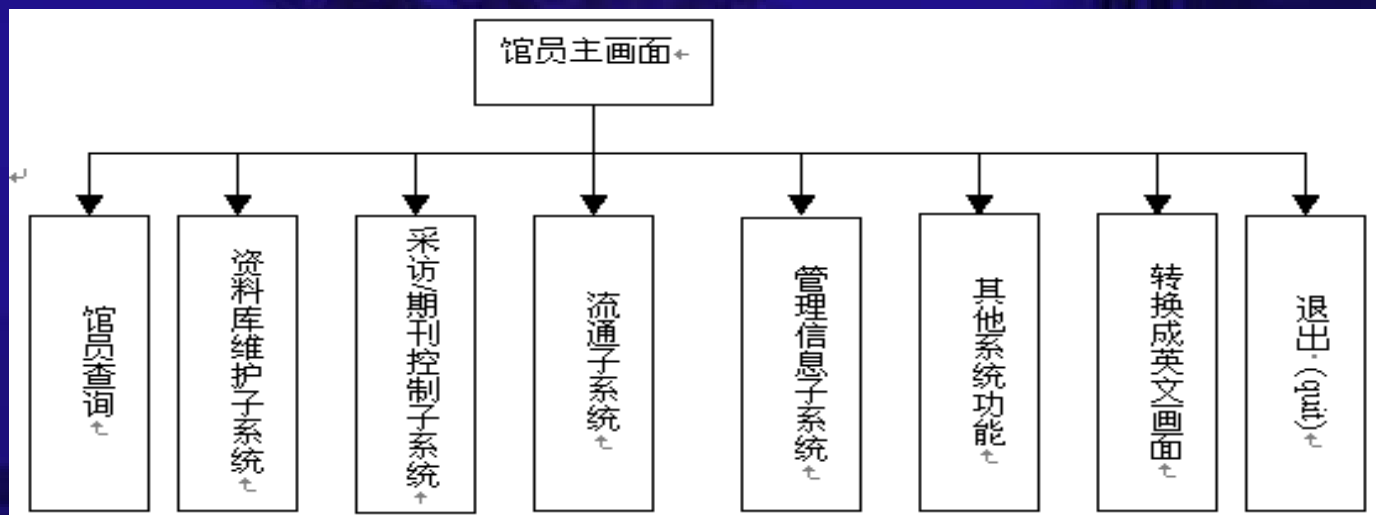 馆员主画面
馆员查询
资料库维护子系统
采访/期刊控制子系统
流通子系统
管理信息子系统
其他系统功能
转换成英文画面
退出 (quit)